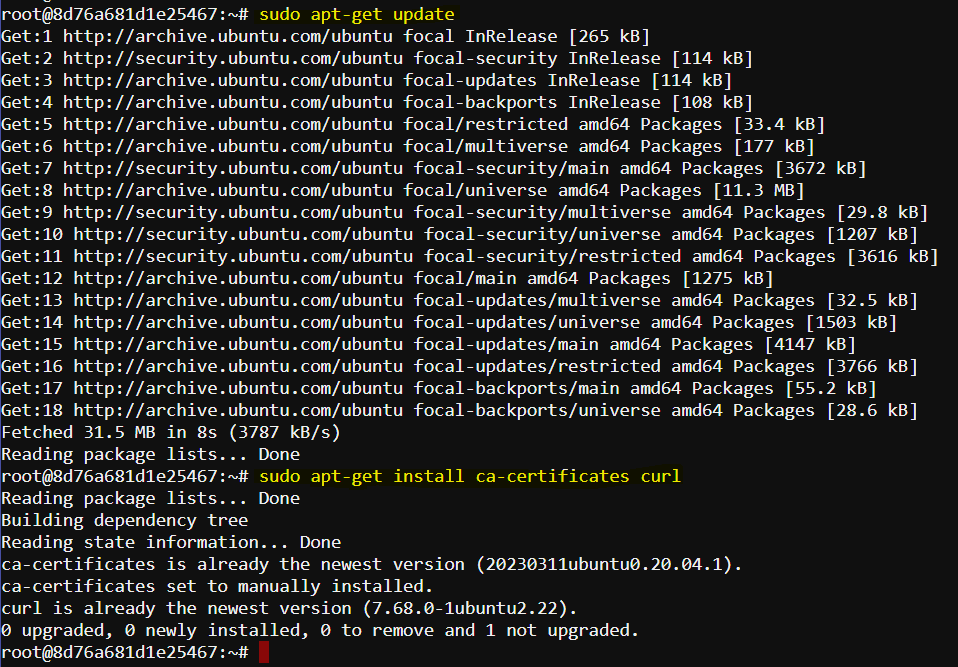 root@8d76a681d1e25467:~# sudo apt-get update
Get:1 http://archive.ubuntu.com/ubuntu focal InRelease [265 kB]
Get:2 http://security.ubuntu.com/ubuntu focal-security InRelease [114 kB]
Get:3 http://archive.ubuntu.com/ubuntu focal-updates InRelease [114 kB]
Get:4 http://archive.ubuntu.com/ubuntu focal-backports InRelease [108 kB]
Get:5 http://archive.ubuntu.com/ubuntu focal/restricted amd64 Packages [33.4 kB]
Get:6 http://archive.ubuntu.com/ubuntu focal/multiverse amd64 Packages [177 kB]
Get:7 http://security.ubuntu.com/ubuntu focal-security/main amd64 Packages [3672 kB]
Get:8 http://archive.ubuntu.com/ubuntu focal/universe amd64 Packages [11.3 MB]
Get:9 http://security.ubuntu.com/ubuntu focal-security/multiverse amd64 Packages [29.8 kB]
Get:10 http://security.ubuntu.com/ubuntu focal-security/universe amd64 Packages [1207 kB]
Get:11 http://security.ubuntu.com/ubuntu focal-security/restricted amd64 Packages [3616 kB]
Get:12 http://archive.ubuntu.com/ubuntu focal/main amd64 Packages [1275 kB]
Get:13 http://archive.ubuntu.com/ubuntu focal-updates/multiverse amd64 Packages [32.5 kB]
Get:14 http://archive.ubuntu.com/ubuntu focal-updates/universe amd64 Packages [1503 kB]
Get:15 http://archive.ubuntu.com/ubuntu focal-updates/main amd64 Packages [4147 kB]
Get:16 http://archive.ubuntu.com/ubuntu focal-updates/restricted amd64 Packages [3766 kB]
Get:17 http://archive.ubuntu.com/ubuntu focal-backports/main amd64 Packages [55.2 kB]
Get:18 http://archive.ubuntu.com/ubuntu focal-backports/universe amd64 Packages [28.6 kB]
Fetched 31.5 MB in 8s (3787 kB/s)
Reading package lists... Done
root@8d76a681d1e25467:~# sudo apt-get install ca-certificates curl
Reading package lists... Done
Building dependency tree
Reading state information... Done
ca-certificates is already the newest version (20230311ubuntu0.20.04.1).
ca-certificates set to manually installed.
curl is already the newest version (7.68.0-1ubuntu2.22).
0 upgraded, 0 newly installed, 0 to remove and 1 not upgraded.
root@8d76a681d1e25467:~#